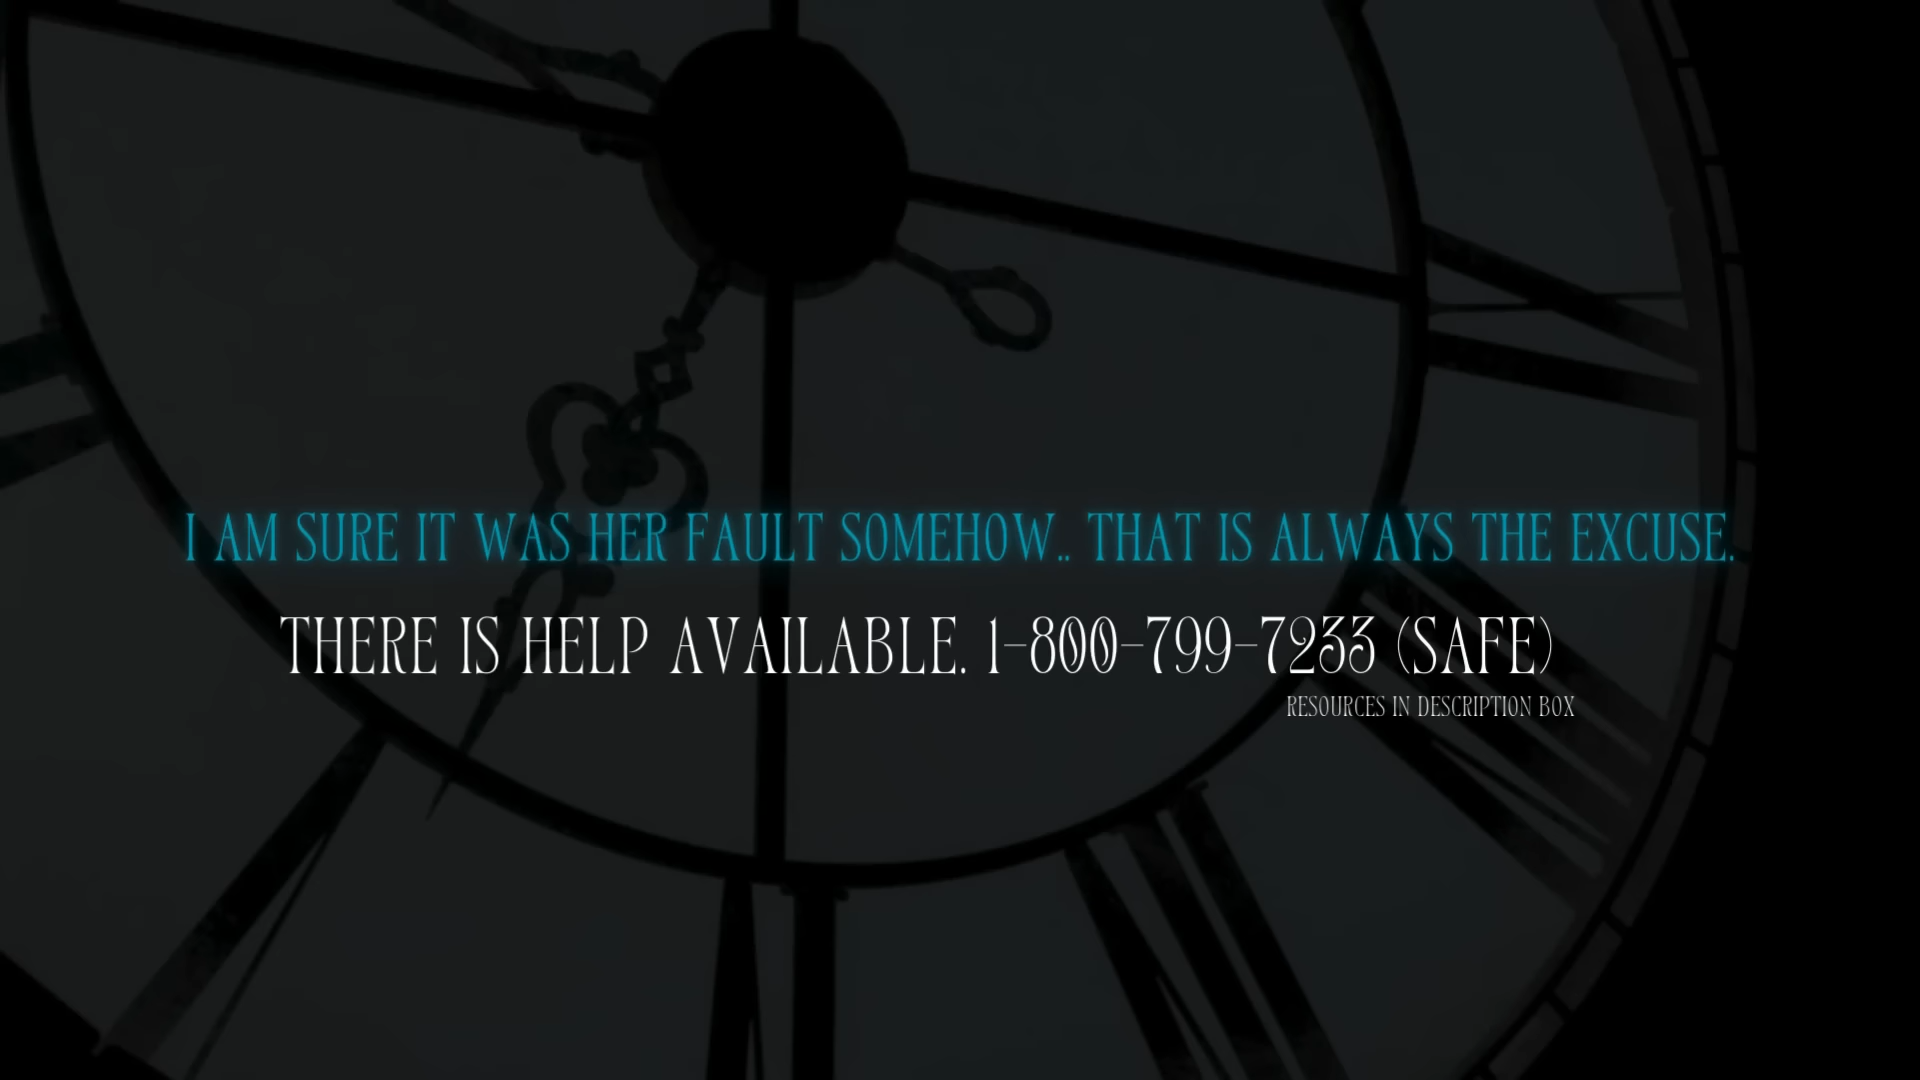 I AM SURE IT WAS HER FAULT SOMEHOW.. THAT IS ALWAYS THE EXCUSE.
THERE IS HELP AVAILABLE. 1-800-799-7233 (SAFE)
RESOURCES IN DESCRIPTION BOX